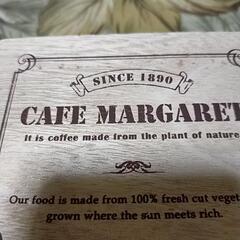 SINCE 1890
CAFE MARGARET
It is coffee made from the plant of nature
Our food is made from 100% fresh cut veget
grown where the sun meets rich.